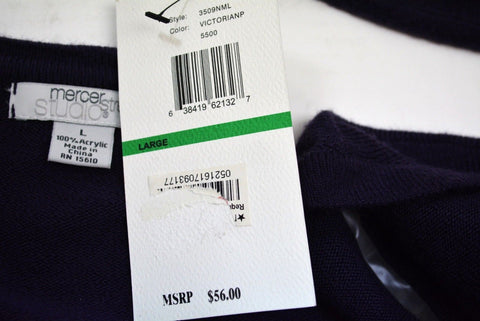 Style: 3509NML
Color: VICTORIANP
5500
6 38419 62132 7
LARGE
0521617093177
MSRP $56.00
mercer
studio
L
100% Acrylic
Made in
China
RN 15610